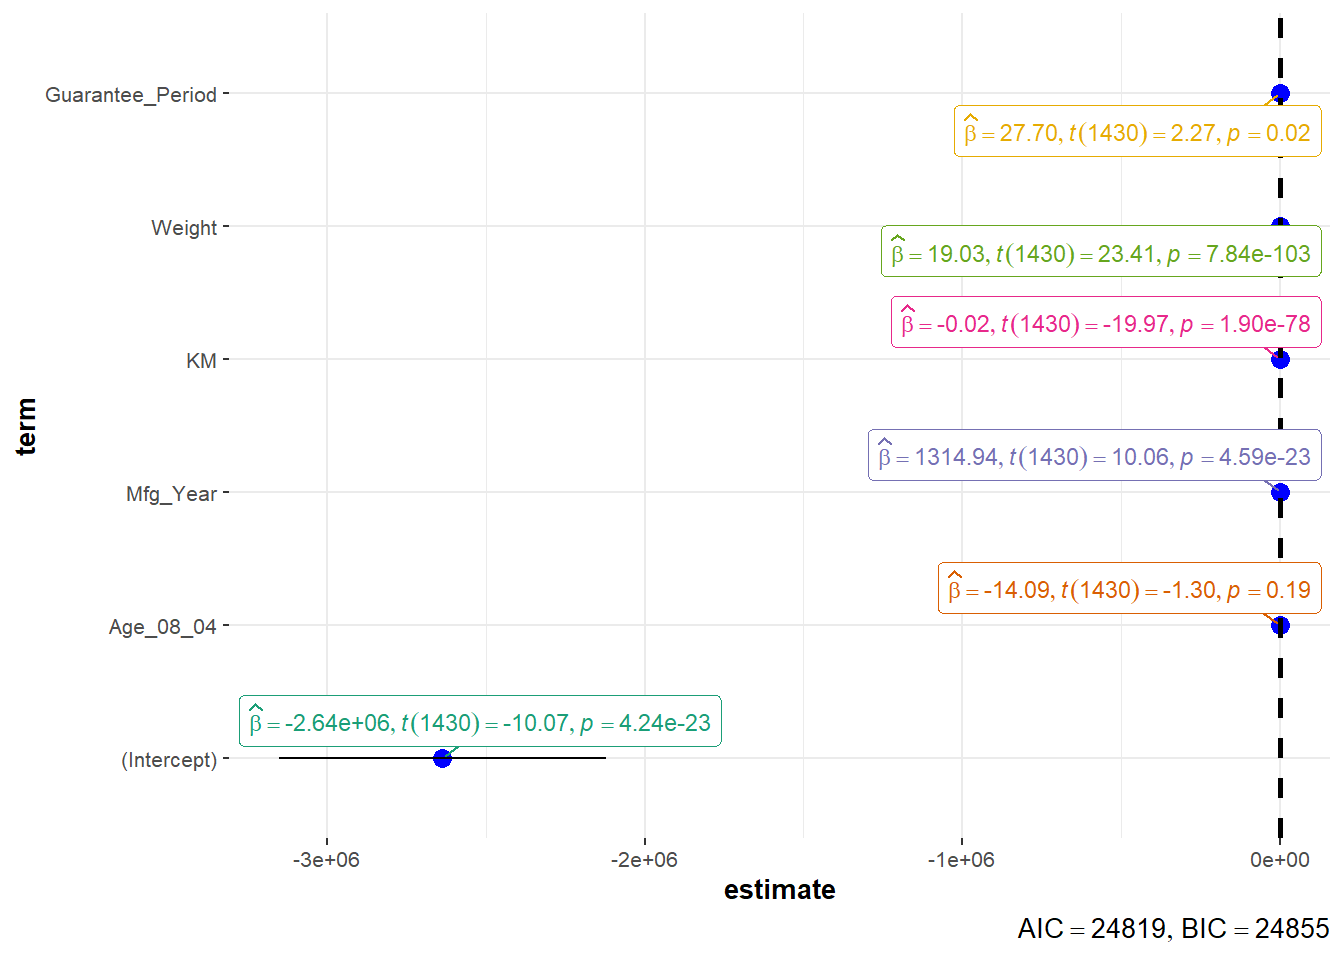 Guarantee_Period
β̂ = 27.70, t(1430) = 2.27, p = 0.02
Weight
β̂ = 19.03, t(1430) = 23.41, p = 7.84e-103
β̂ = -0.02, t(1430) = -19.97, p = 1.90e-78
KM
β̂ = 1314.94, t(1430) = 10.06, p = 4.59e-23
Mfg_Year
β̂ = -14.09, t(1430) = -1.30, p = 0.19
Age_08_04
β̂ = -2.64e+06, t(1430) = -10.07, p = 4.24e-23
(Intercept)
term
-3e+06 -2e+06 -1e+06 0e+00
estimate
AIC = 24819, BIC = 24855